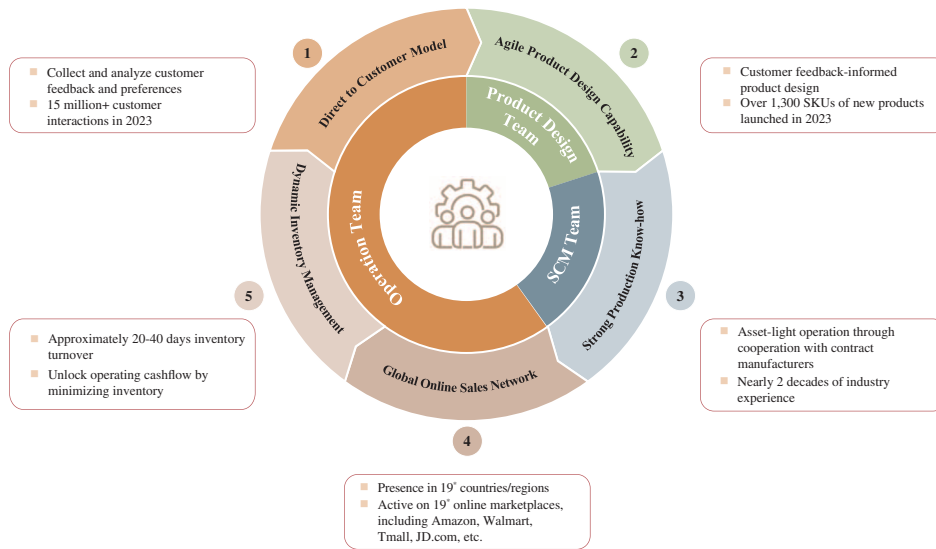 1
Direct to Customer Model
Collect and analyze customer
feedback and preferences
15 million+ customer
interactions in 2023
2
Agile Product Design Capability
Customer feedback-informed
product design
Over 1,300 SKUs of new products
launched in 2023
3
Strong Production Know-how
Asset-light operation through
cooperation with contract
manufacturers
Nearly 2 decades of industry
experience
4
Global Online Sales Network
Presence in 19* countries/regions
Active on 19* online marketplaces,
including Amazon, Walmart,
Tmall, JD.com, etc.
5
Dynamic Inventory Management
Approximately 20-40 days inventory
turnover
Unlock operating cashflow by
minimizing inventory
Product Design
Team
SCM Team
Operation Team